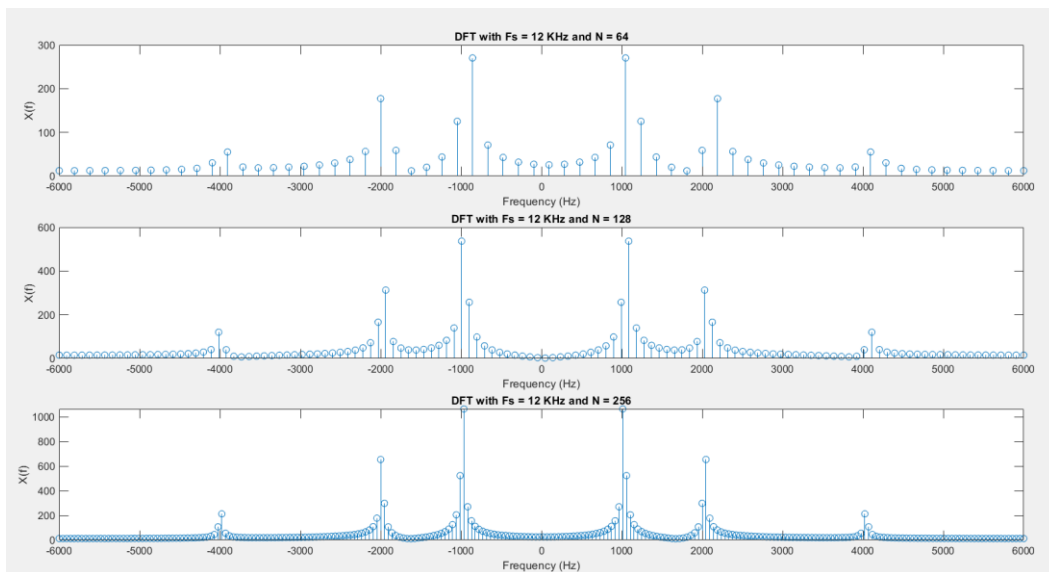 DFT with Fs = 12 KHz and N = 64
300
200
100
0
X(f)
-6000 -5000 -4000 -3000 -2000 -1000 0 1000 2000 3000 4000 5000 6000
Frequency (Hz)
DFT with Fs = 12 KHz and N = 128
600
400
200
0
X(f)
-6000 -5000 -4000 -3000 -2000 -1000 0 1000 2000 3000 4000 5000 6000
Frequency (Hz)
DFT with Fs = 12 KHz and N = 256
1000
800
600
400
200
0
X(f)
-6000 -5000 -4000 -3000 -2000 -1000 0 1000 2000 3000 4000 5000 6000
Frequency (Hz)